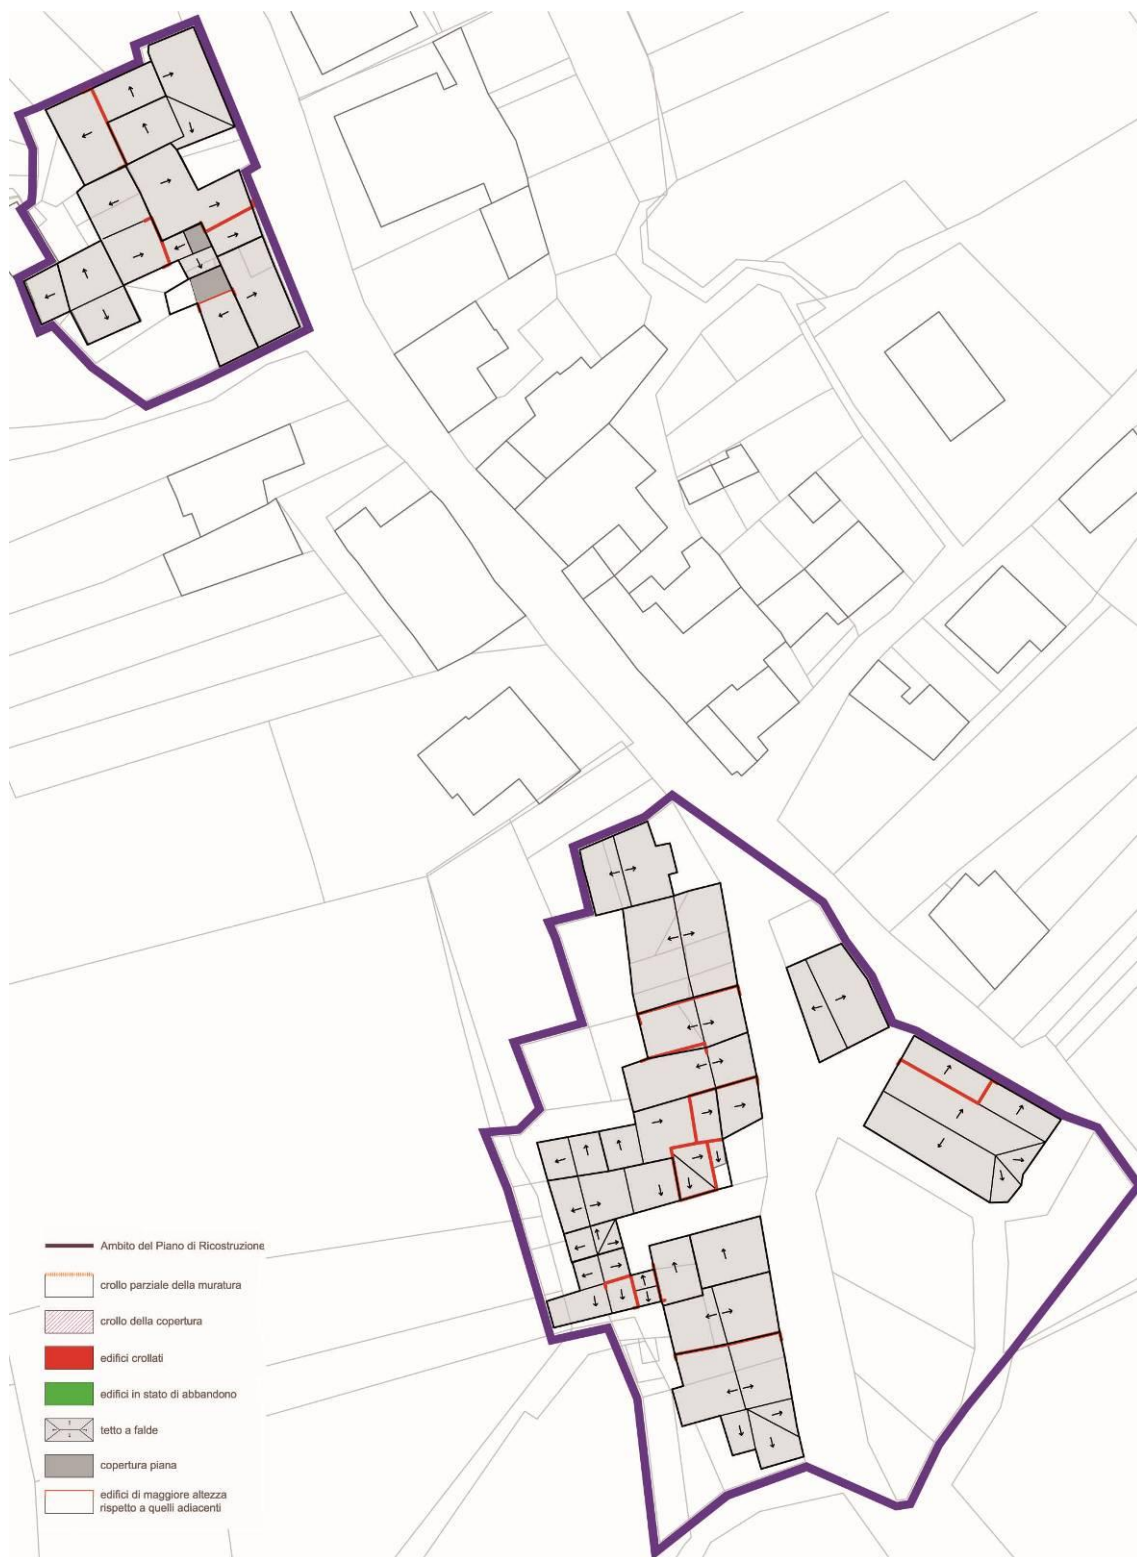 Ambito del Piano di Ricostruzione
crollo parziale della muratura
crollo della copertura
edifici crollati
edifici in stato di abbandono
tetto a falde
copertura piana
edifici di maggiore altezza
rispetto a quelli adiacenti